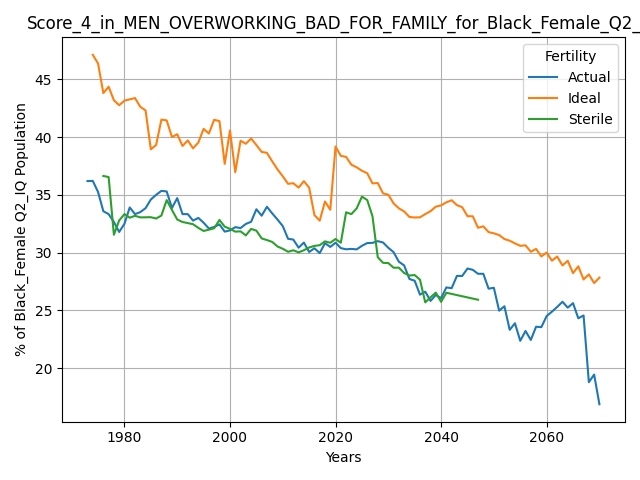 Score_4_in_MEN_OVERWORKING_BAD_FOR_FAMILY_for_Black_Female_Q2_
Fertility
Actual
Ideal
Sterile
% of Black_Female Q2_IQ Population
45
40
35
30
25
20
1980
2000
2020
2040
2060
Years